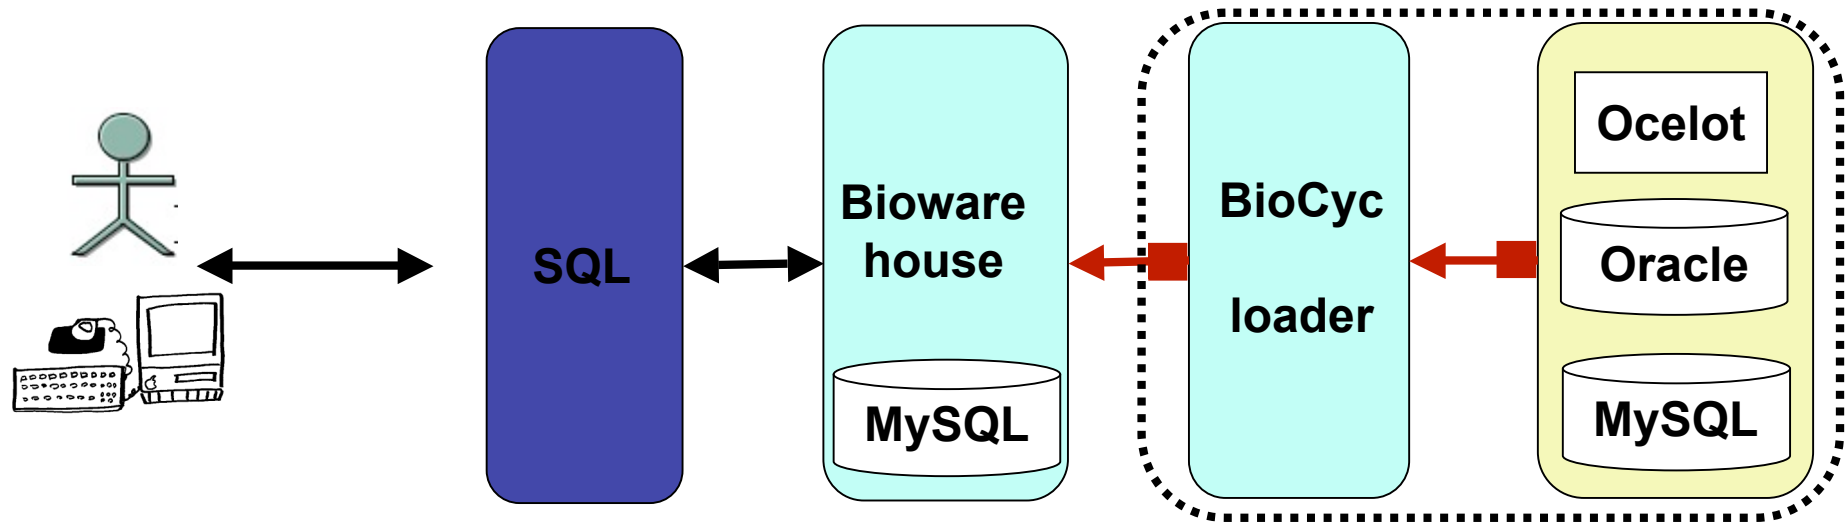 SQL
Bioware
house
MySQL
BioCyc
loader
Ocelot
Oracle
MySQL